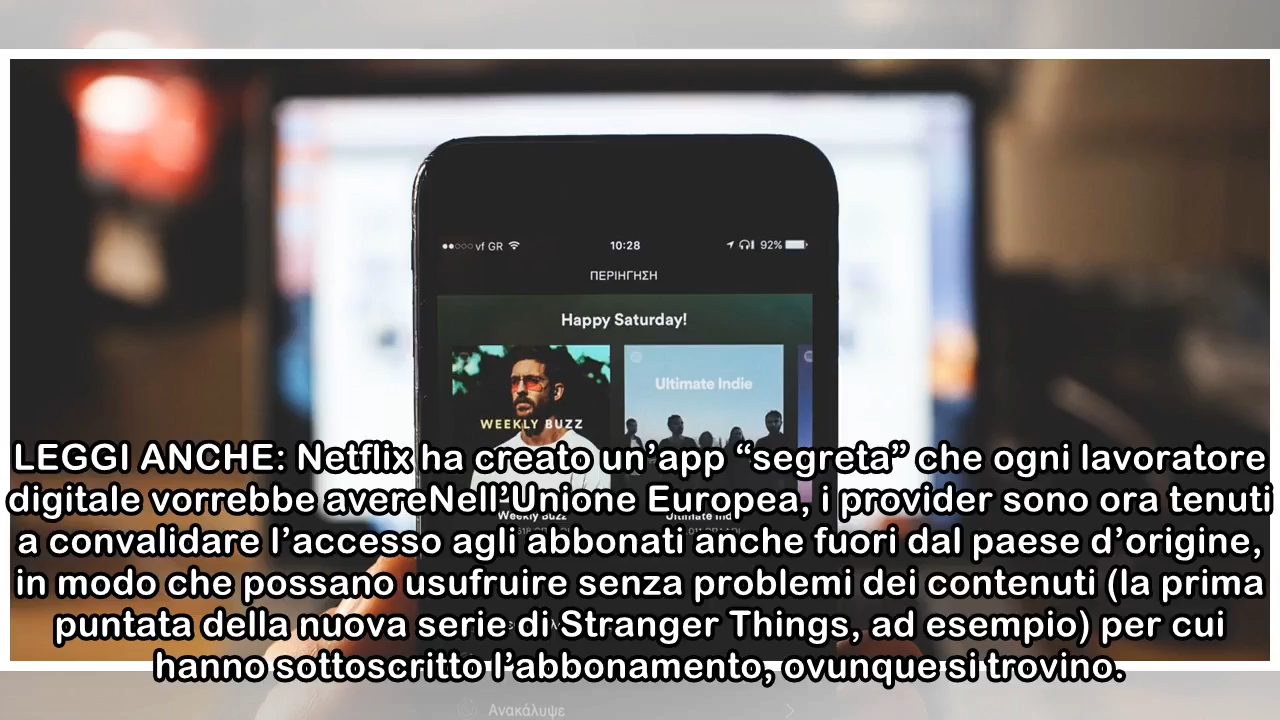 vf GR
10:28
92%
ΠΕΡΙΗΓΗΣΗ
Happy Saturday!
Ultimate Indie
WEEKLY BUZZ
LEGGI ANCHE: Netflix ha creato un’app “segreta” che ogni lavoratore
digitale vorrebbe avereNell’Unione Europea, i provider sono ora tenuti
a convalidare l’accesso agli abbonati anche fuori dal paese d’origine,
in modo che possano usufruire senza problemi dei contenuti (la prima
puntata della nuova serie di Stranger Things, ad esempio) per cui
hanno sottoscritto l’abbonamento, ovunque si trovino.
Weekly Buzz
Ανακάλυψε